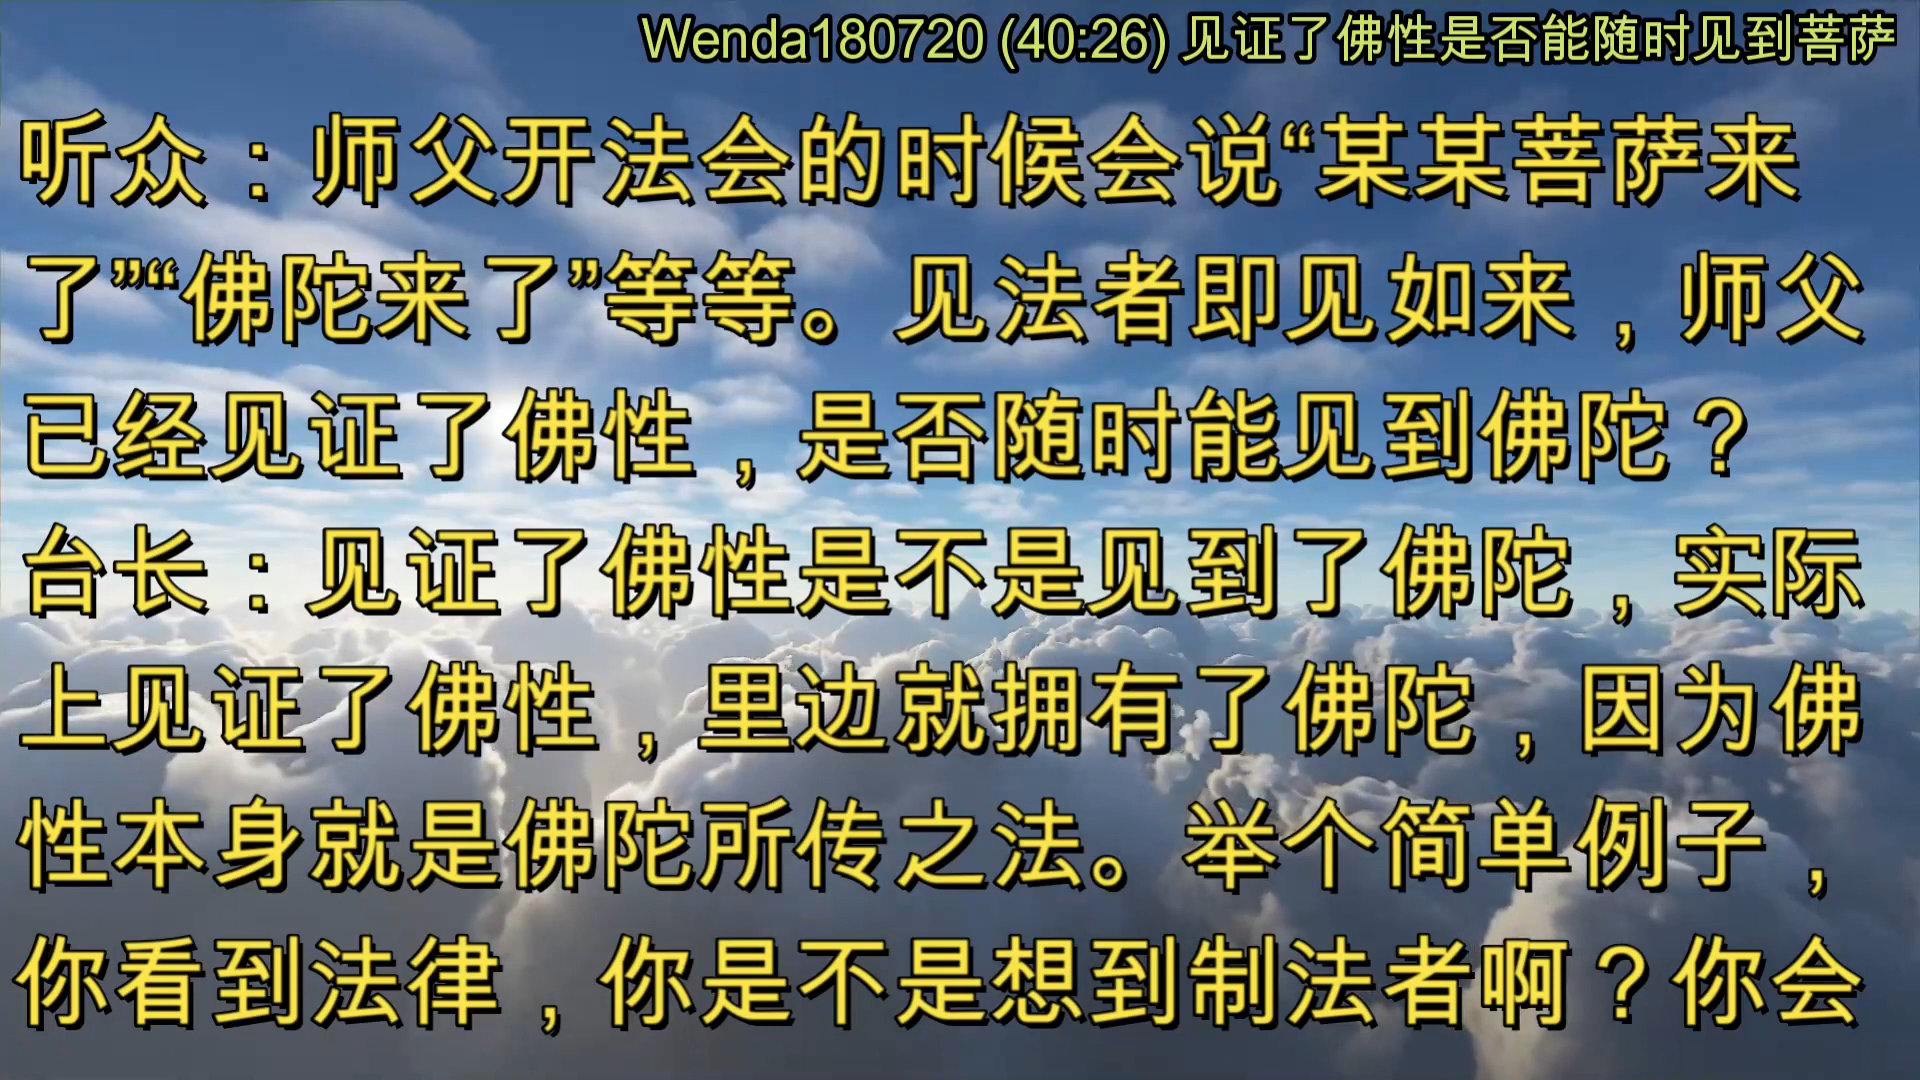 Wenda180720 (40:26) 见证了佛性是否能随时见到菩萨
听众：师父开法会的时候会说“某某菩萨来
了”“佛陀来了”等等。见法者即见如来，师父
已经见证了佛性，是否随时能见到佛陀？
台长：见证了佛性是不是见到了佛陀，实际
上见证了佛性，里边就拥有了佛陀，因为佛
性本身就是佛陀所传之法。举个简单例子，
你看到法律，你是不是想到制法者啊？你会